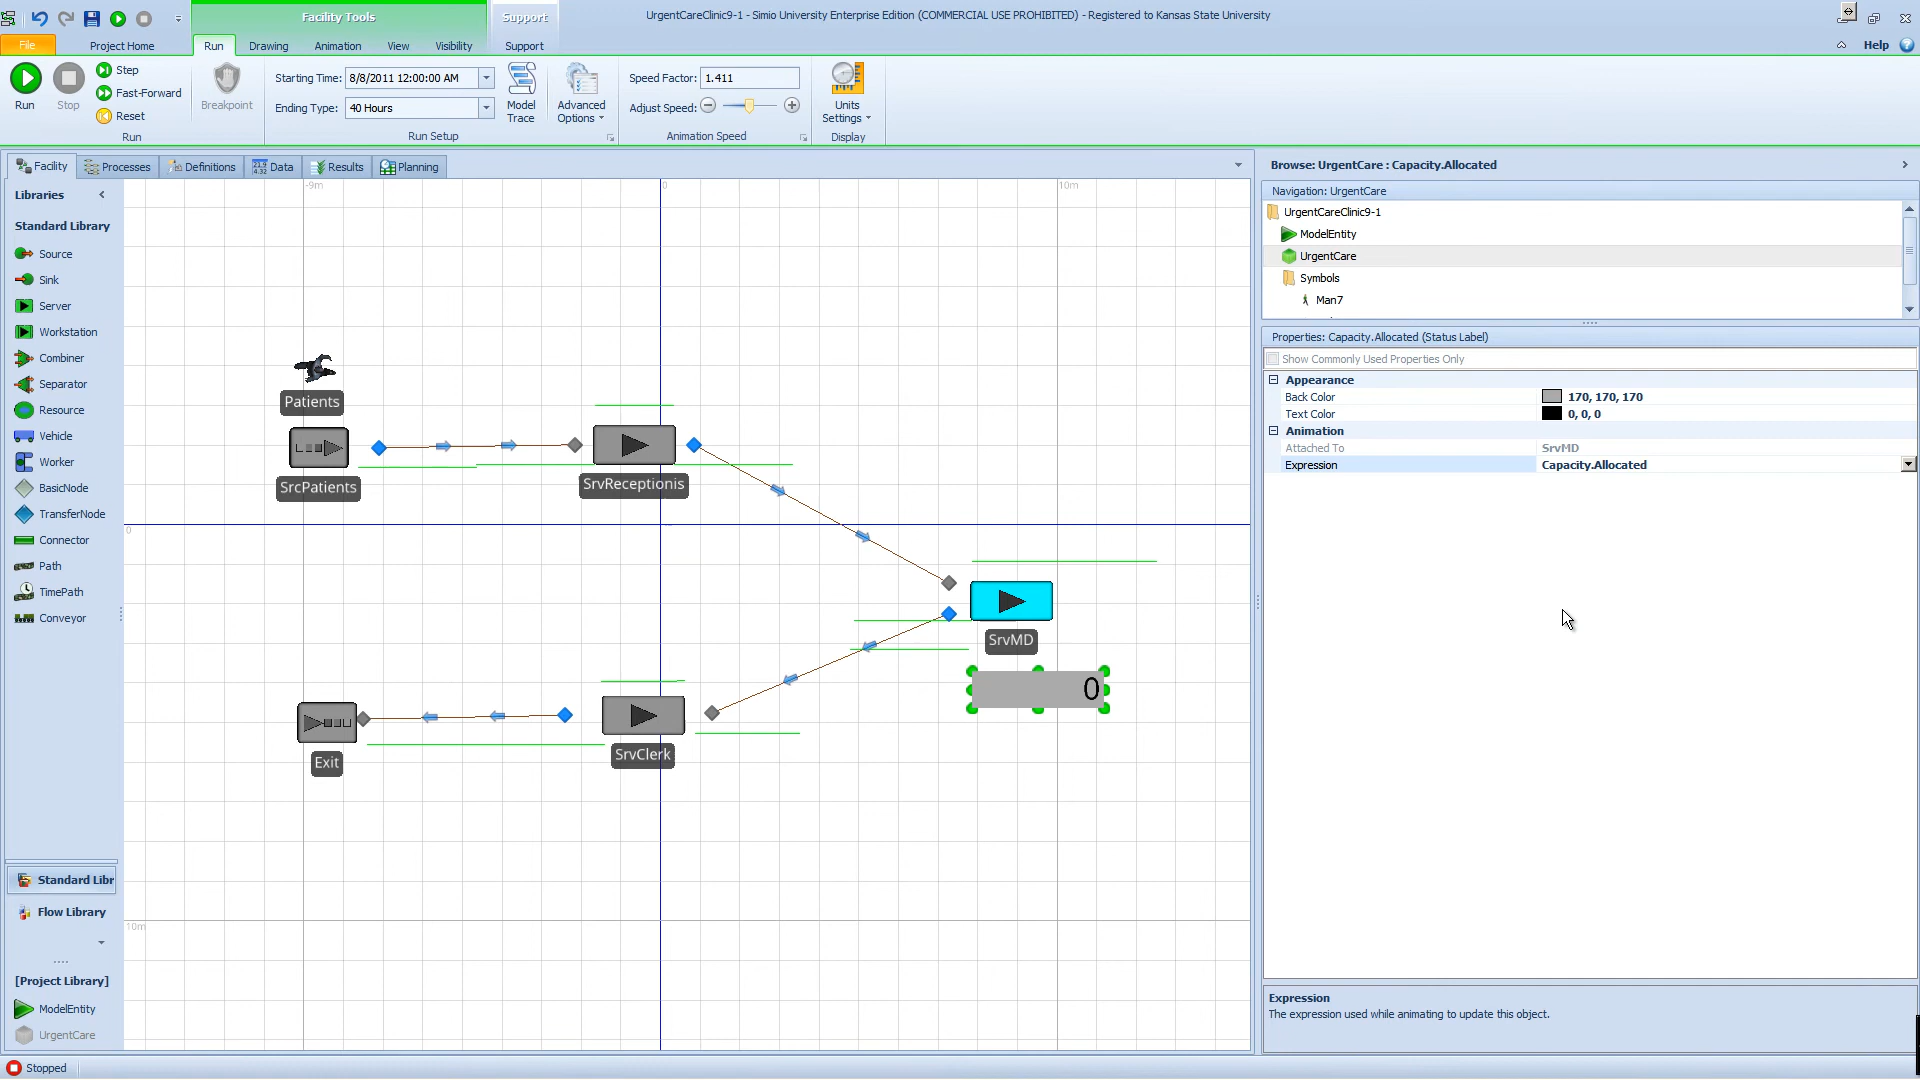 Facility Tools
Support
UrgentCareClinic9-1 - Simio University Enterprise Edition (COMMERCIAL USE PROHIBITED) - Registered to Kansas State University
File
Project Home
Run
Drawing
Animation
View
Visibility
Support
Help
Run
Stop
Step
Fast-Forward
Reset
Run
Breakpoint
Starting Time: 8/8/2011 12:00:00 AM
Ending Type: 40 Hours
Model Trace
Advanced Options
Run Setup
Speed Factor: 1.411
Adjust Speed:
Animation Speed
Units Settings
Display
Facility
Processes
Definitions
Data
Results
Planning
Libraries
Standard Library
Source
Sink
Server
Workstation
Combiner
Separator
Resource
Vehicle
Worker
BasicNode
TransferNode
Connector
Path
TimePath
Conveyor
Standard Libr
Flow Library
[Project Library]
ModelEntity
UrgentCare
-9m
0
10m
0
10m
Patients
SrcPatients
SrvReceptionis
SrvMD
0
SrvClerk
Exit
Browse: UrgentCare : Capacity.Allocated
Navigation: UrgentCare
UrgentCareClinic9-1
ModelEntity
UrgentCare
Symbols
Man7
Properties: Capacity.Allocated (Status Label)
Show Commonly Used Properties Only
Appearance
Back Color 170, 170, 170
Text Color 0, 0, 0
Animation
Attached To SrvMD
Expression Capacity.Allocated
Expression
The expression used while animating to update this object.
Stopped